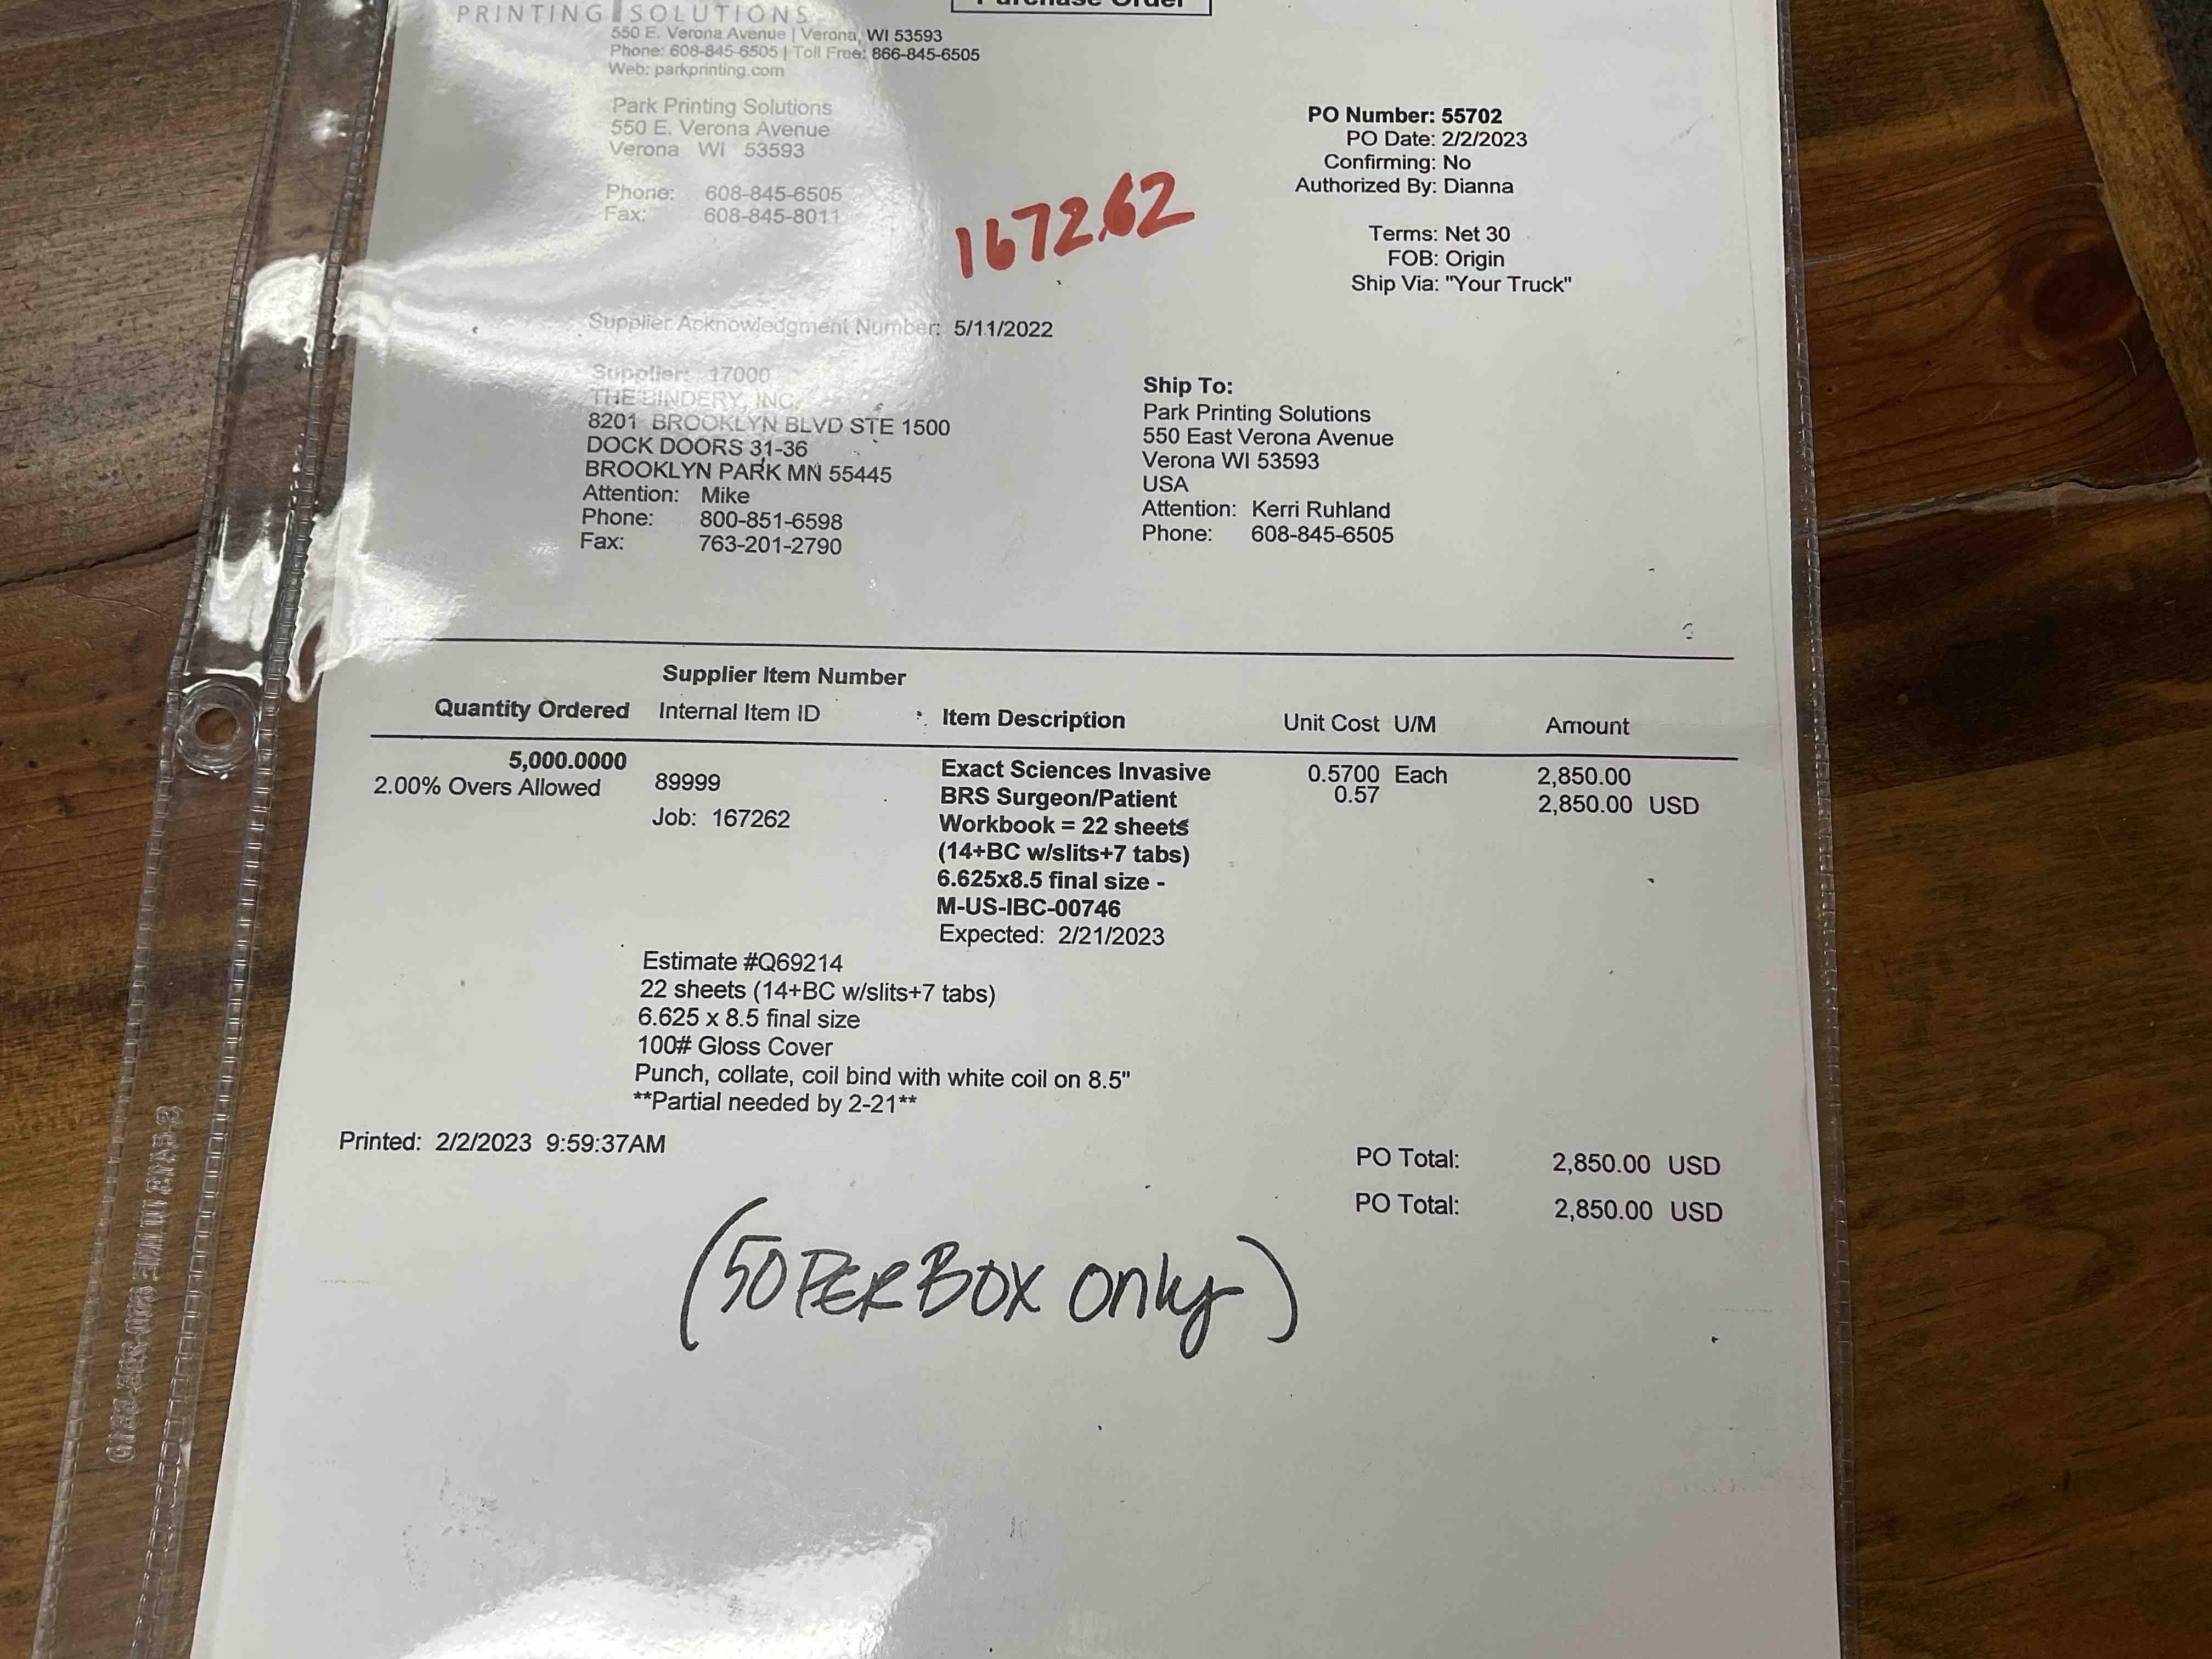 PRINTING SOLUTIONS
Purchase Order
550 E. Verona Avenue | Verona, WI 53593
Phone: 608-845-6505 | Toll Free: 866-845-6505
Web: parkprinting.com
Park Printing Solutions
550 E. Verona Avenue
Verona WI 53593
Phone: 608-845-6505
Fax: 608-845-8011
167262
PO Number: 55702
PO Date: 2/2/2023
Confirming: No
Authorized By: Dianna
Terms: Net 30
FOB: Origin
Ship Via: "Your Truck"
Supplier Acknowledgment Number: 5/11/2022
Supplier: 17000
THE BINDERY, INC.
8201 BROOKLYN BLVD STE 1500
DOCK DOORS 31-36
BROOKLYN PARK MN 55445
Attention: Mike
Phone: 800-851-6598
Fax: 763-201-2790
Ship To:
Park Printing Solutions
550 East Verona Avenue
Verona WI 53593
USA
Attention: Kerri Ruhland
Phone: 608-845-6505
Supplier Item Number
Quantity Ordered Internal Item ID Item Description Unit Cost U/M Amount
5,000.0000
2.00% Overs Allowed
89999
Job: 167262
Exact Sciences Invasive
BRS Surgeon/Patient
Workbook = 22 sheets
(14+BC w/slits+7 tabs)
6.625x8.5 final size -
M-US-IBC-00746
Expected: 2/21/2023
0.5700 Each 2,850.00
0.57 2,850.00 USD
Estimate #Q69214
22 sheets (14+BC w/slits+7 tabs)
6.625 x 8.5 final size
100# Gloss Cover
Punch, collate, coil bind with white coil on 8.5"
**Partial needed by 2-21**
Printed: 2/2/2023 9:59:37AM
PO Total: 2,850.00 USD
PO Total: 2,850.00 USD
(50 PER BOX only)